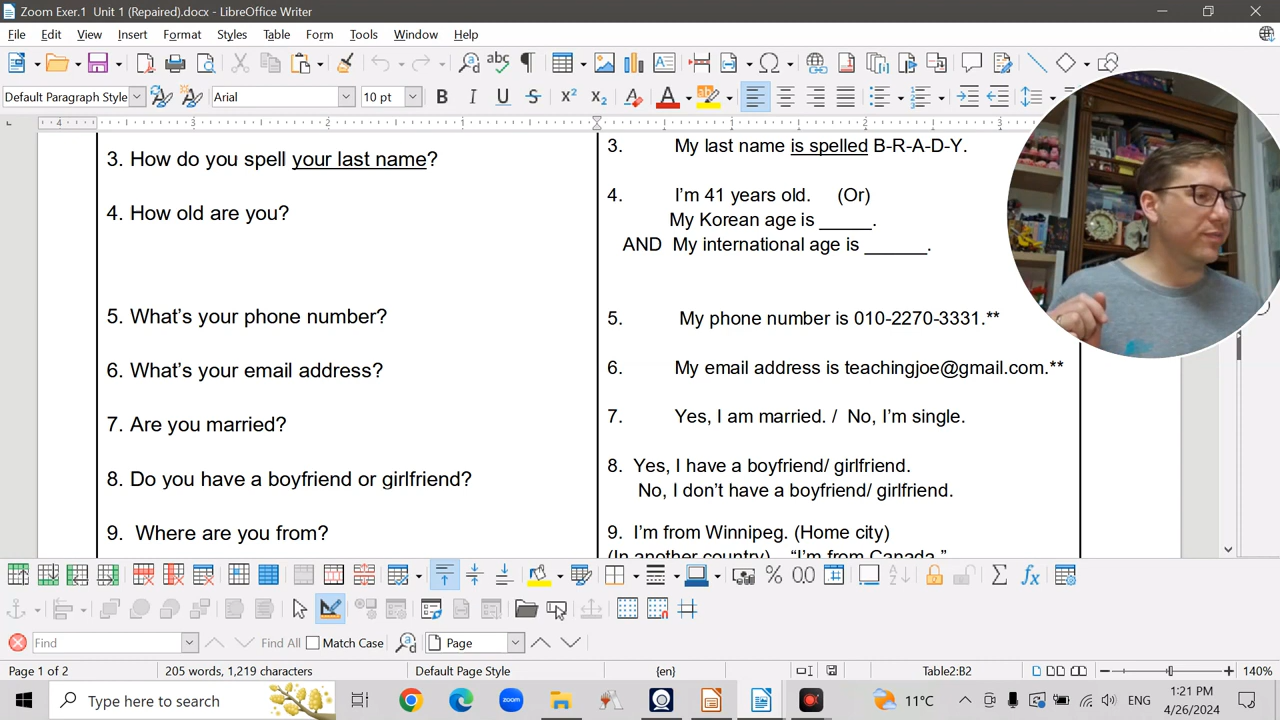 Zoom Exer.1  Unit 1 (Repaired).docx - LibreOffice Writer
File Edit View Insert Format Styles Table Form Tools Window Help
Default Paragraph Style Arial 10 pt
3. How do you spell your last name?
4. How old are you?
5. What's your phone number?
6. What's your email address?
7. Are you married?
8. Do you have a boyfriend or girlfriend?
9.  Where are you from?
3. My last name is spelled B-R-A-D-Y.
4. I'm 41 years old. (Or)
My Korean age is _____.
AND My international age is ______.
5. My phone number is 010-2270-3331.**
6. My email address is teachingjoe@gmail.com.**
7. Yes, I am married. /  No, I'm single.
8. Yes, I have a boyfriend/ girlfriend.
No, I don't have a boyfriend/ girlfriend.
9. I'm from Winnipeg. (Home city)
(In another country) "I'm from Canada."
Find Find All Match Case Page
Page 1 of 2 205 words, 1,219 characters Default Page Style {en} Table2:B2 140%
Type here to search zoom 11°C ENG 1:21 PM
4/26/2024